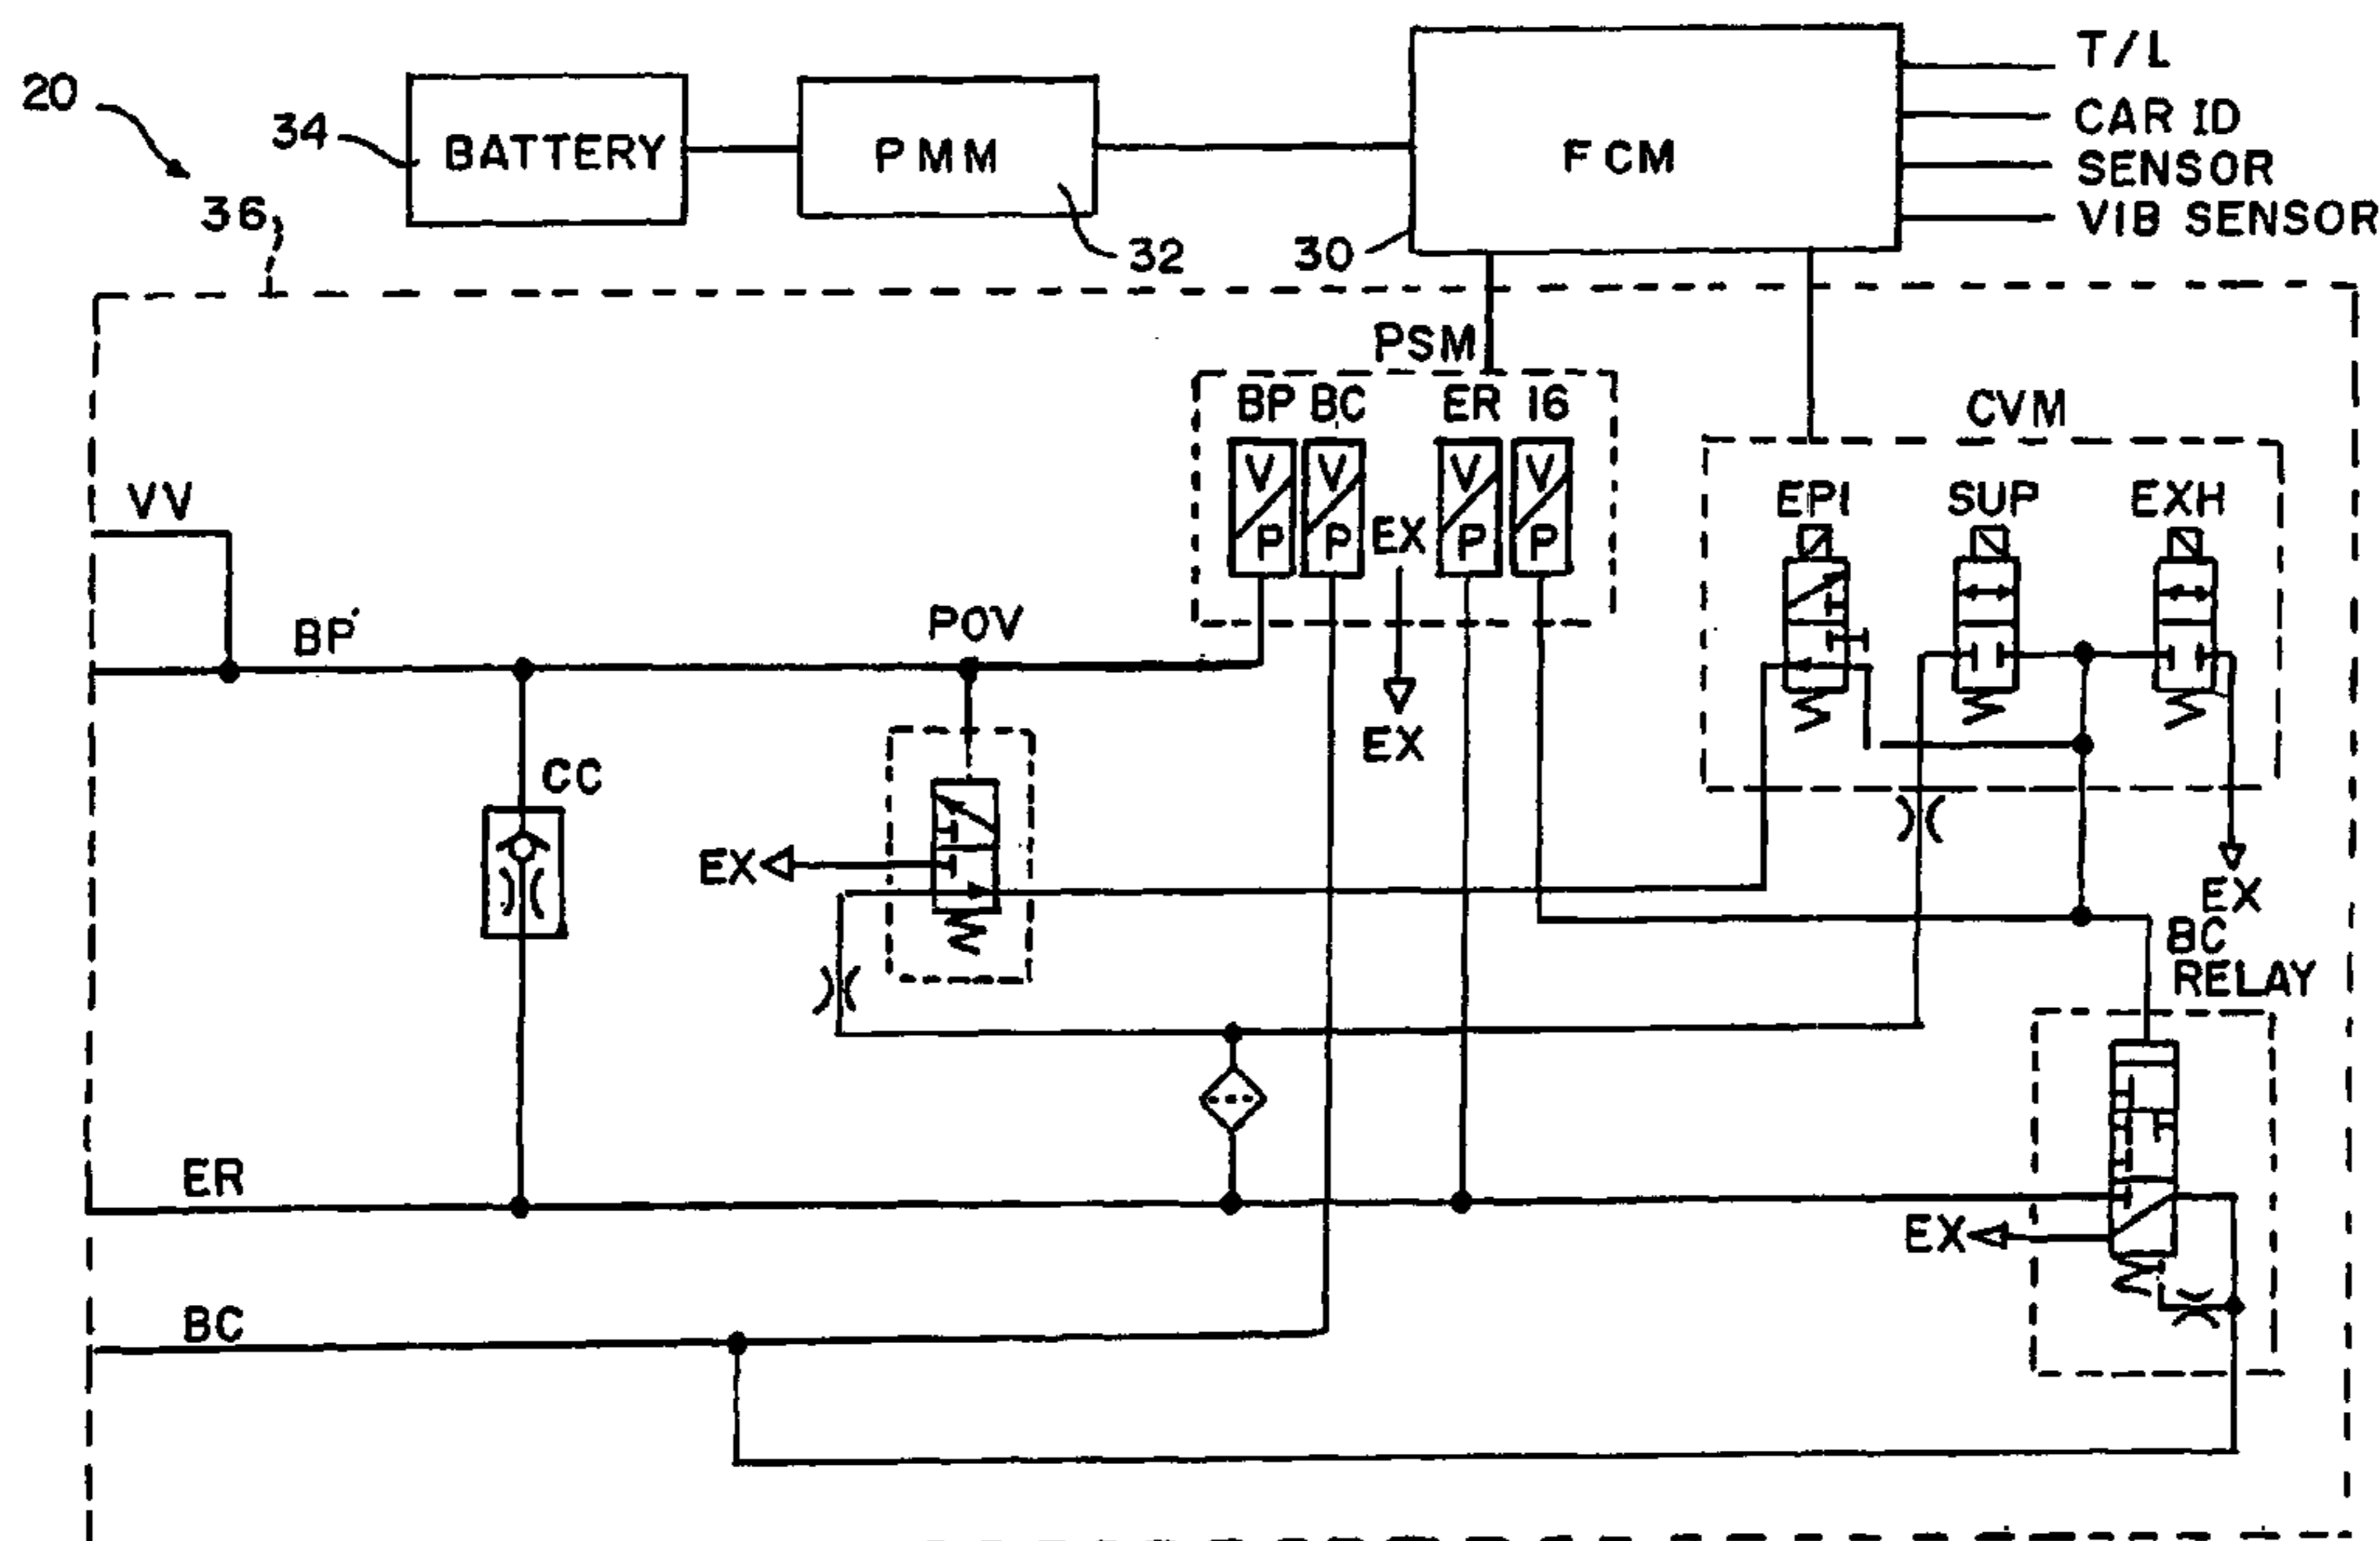 20
34
BATTERY
PMM
32
FCM
30
T/L
CAR ID
SENSOR
VIB SENSOR
36
PSM
BP BC ER 16
V V V V
P P EX P P
EX
CVM
EPI SUP EXH
VV
BP'
POV
CC
EX
EX
BC
RELAY
ER
EX
BC